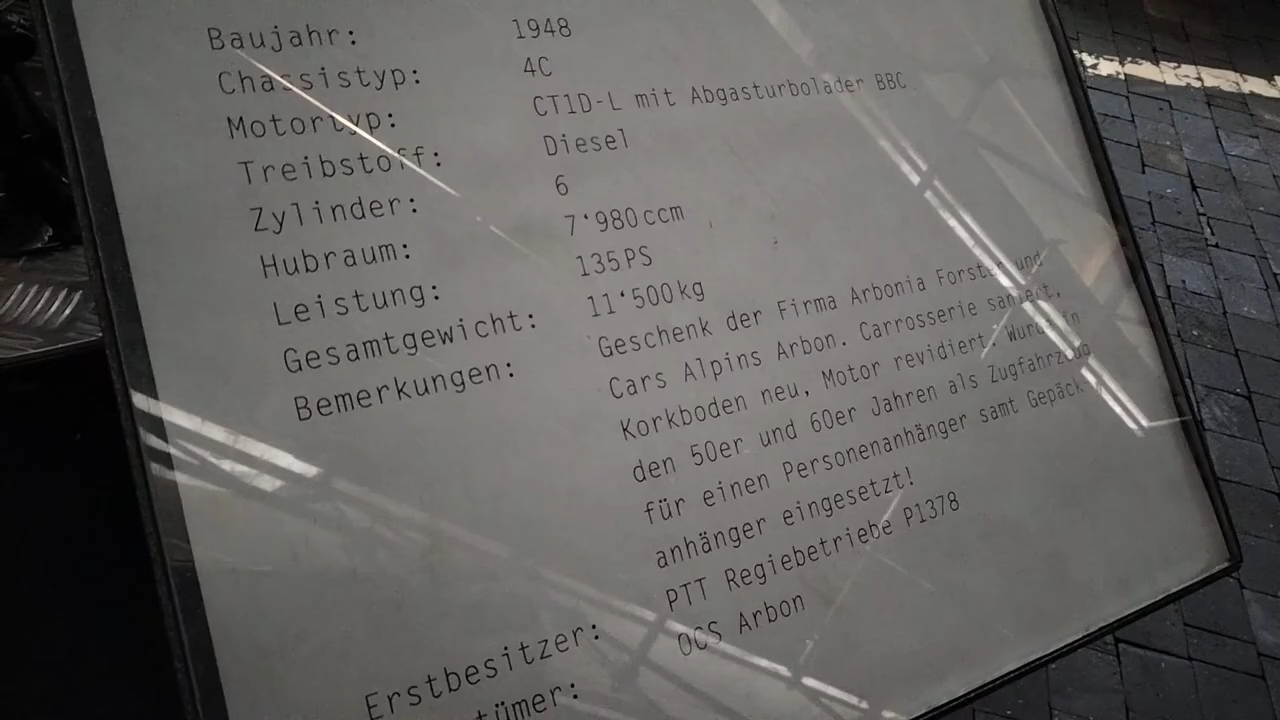 Baujahr: 1948
Chassistyp: 4C
Motortyp: CT1D-L mit Abgasturbolader BBC
Treibstoff: Diesel
Zylinder: 6
Hubraum: 7'980ccm
Leistung: 135PS
Gesamtgewicht: 11'500kg
Bemerkungen: Geschenk der Firma Arbonia Forster und
Cars Alpins Arbon. Carrosserie saniert,
Korkboden neu, Motor revidiert. Wurde in
den 50er und 60er Jahren als Zugfahrzeug
für einen Personenanhänger samt Gepäck-
anhänger eingesetzt!
Erstbesitzer: PTT Regiebetriebe P1378
tümer: OCS Arbon